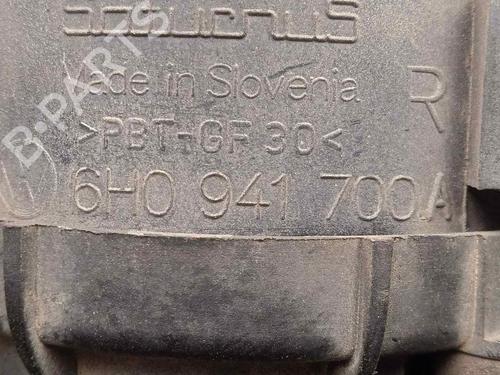 Made in Slovenia
R
>PBT-GF 30<
6H0 941 700A
B-PARTS